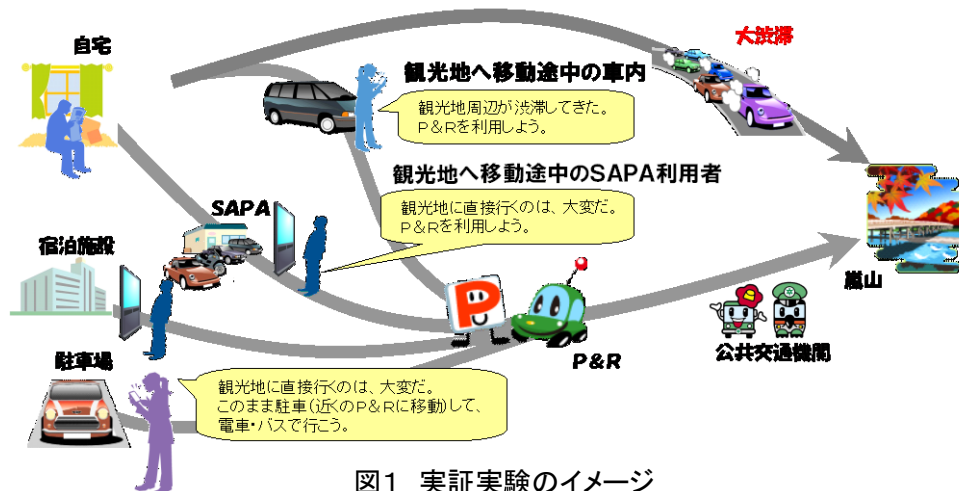 自宅
大渋滞
観光地へ移動途中の車内
観光地周辺が渋滞してきた。
P&Rを利用しよう。
観光地へ移動途中のSAPA利用者
観光地に直接行くのは、大変だ。
P&Rを利用しよう。
SAPA
宿泊施設
嵐山
P
P&R
公共交通機関
駐車場
観光地に直接行くのは、大変だ。
このまま駐車(近くのP&Rに移動)して、
電車・バスで行こう。
図1 実証実験のイメージ